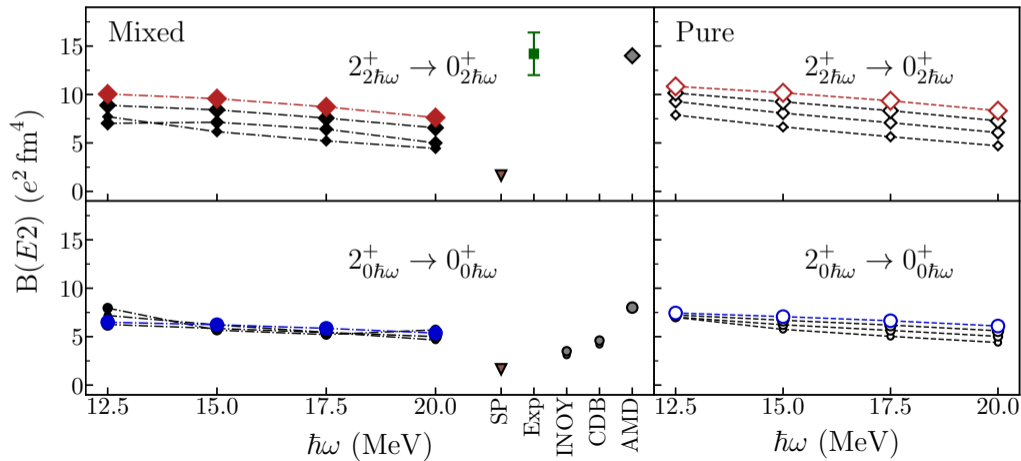 Mixed
Pure
2⁺₂ℏω → 0⁺₂ℏω
2⁺₂ℏω → 0⁺₂ℏω
15
10
5
0
B(E2) (e² fm⁴)
2⁺₀ℏω → 0⁺₀ℏω
2⁺₀ℏω → 0⁺₀ℏω
15
10
5
0
12.5 15.0 17.5 20.0 SP Exp INOY CDB AMD 12.5 15.0 17.5 20.0
ℏω (MeV)
ℏω (MeV)